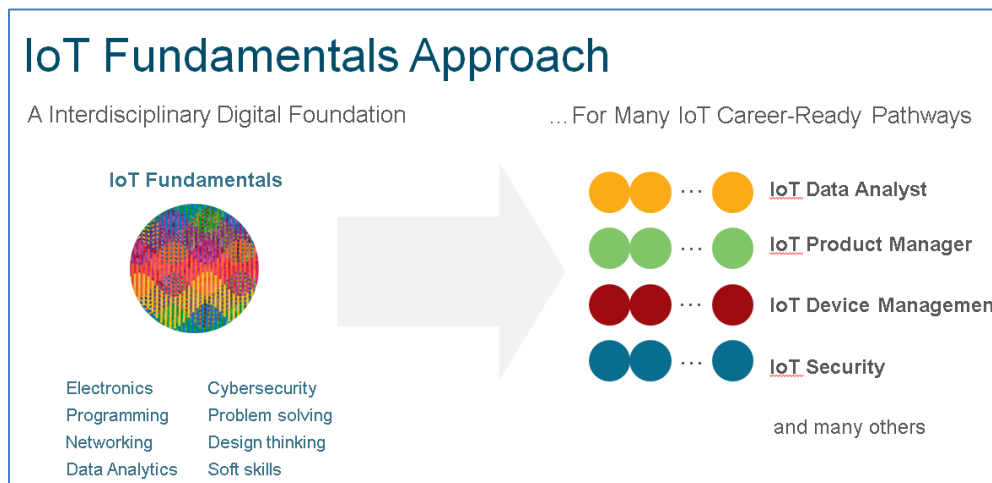 IoT Fundamentals Approach
A Interdisciplinary Digital Foundation
...For Many IoT Career-Ready Pathways
IoT Fundamentals
Electronics
Programming
Networking
Data Analytics
Cybersecurity
Problem solving
Design thinking
Soft skills
... IoT Data Analyst
... IoT Product Manager
... IoT Device Managemen
... IoT Security
and many others